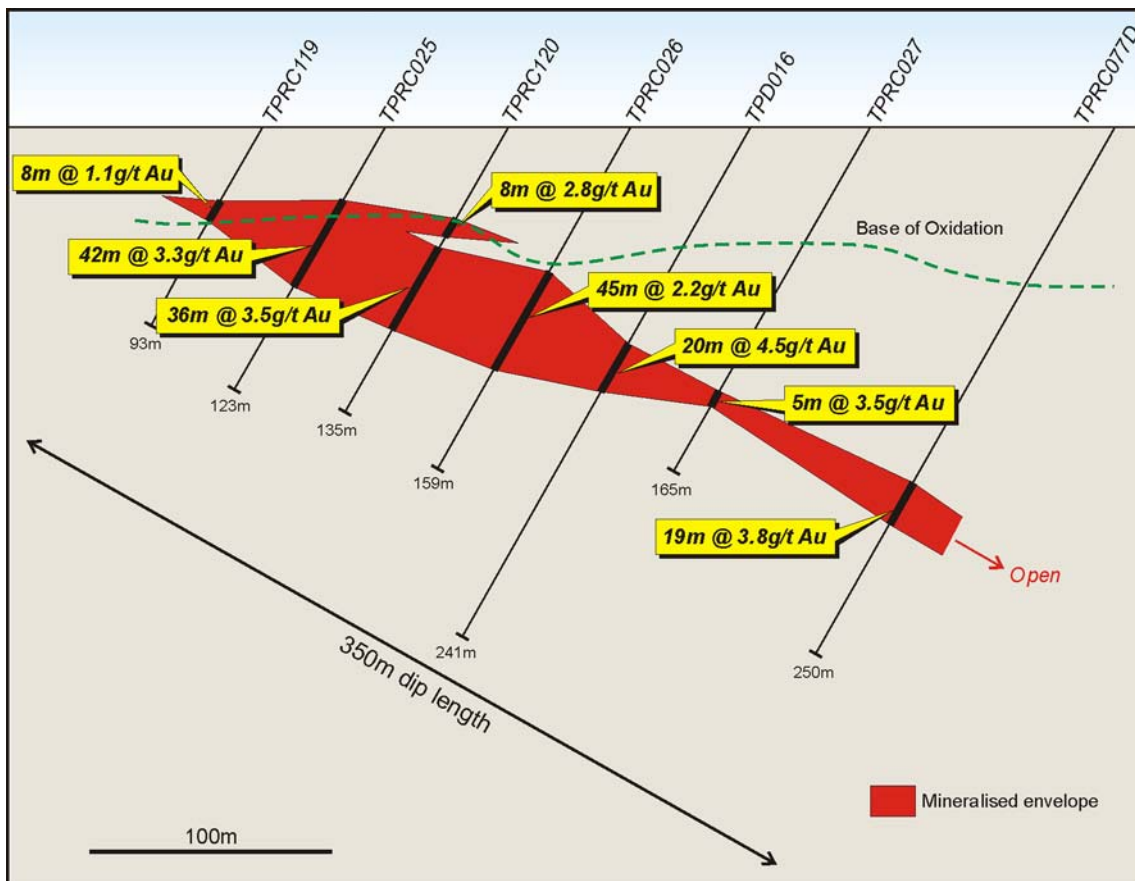 TPRC119
TPRC025
TPRC120
TPRC026
TPD016
TPRC027
TPRC077D
8m @ 1.1g/t Au
8m @ 2.8g/t Au
Base of Oxidation
42m @ 3.3g/t Au
45m @ 2.2g/t Au
36m @ 3.5g/t Au
93m
20m @ 4.5g/t Au
123m
5m @ 3.5g/t Au
135m
159m
165m
19m @ 3.8g/t Au
Open
241m
250m
350m dip length
Mineralised envelope
100m